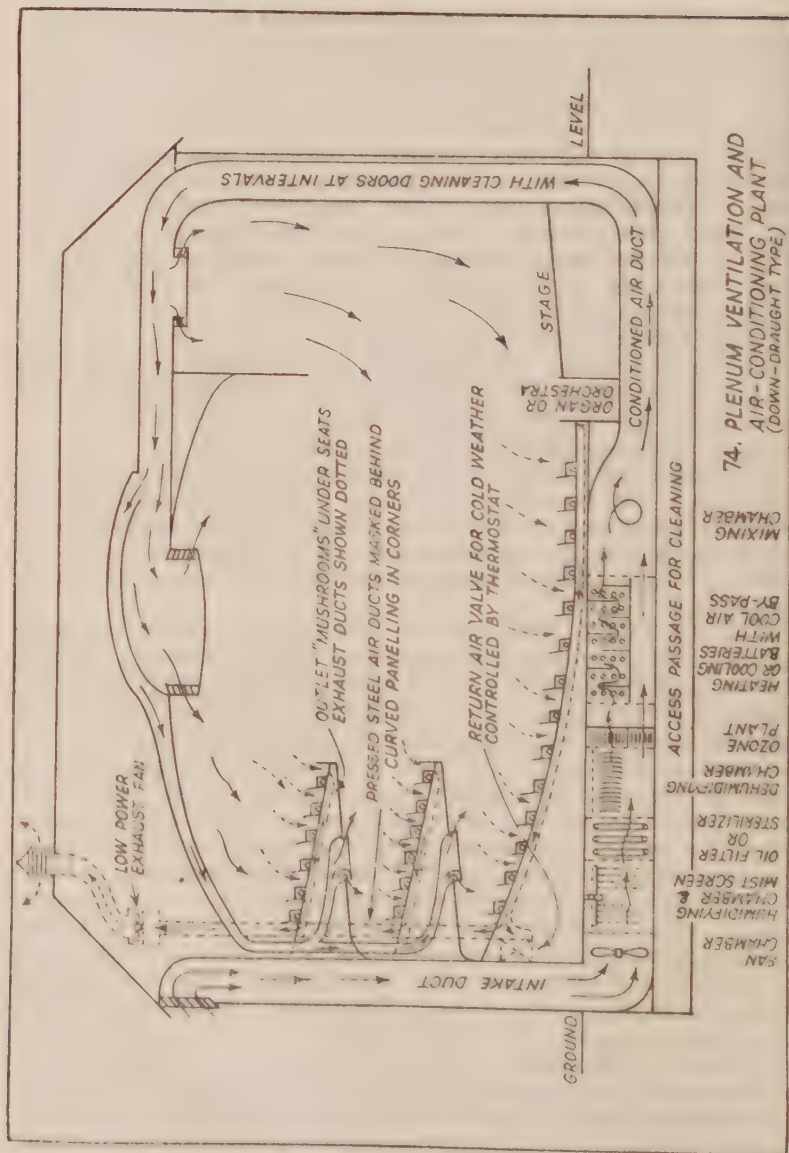 LOW POWER
EXHAUST FAN
OUTLET "MUSHROOMS" UNDER SEATS
EXHAUST DUCTS SHOWN DOTTED
PRESSED STEEL AIR DUCTS MASKED BEHIND
CURVED PANELLING IN CORNERS
RETURN AIR VALVE FOR COLD WEATHER
CONTROLLED BY THERMOSTAT
WITH CLEANING DOORS AT INTERVALS
STAGE
ORGAN OR
ORCHESTRA
CONDITIONED AIR DUCT
INTAKE DUCT
GROUND
LEVEL
ACCESS PASSAGE FOR CLEANING
FAN
CHAMBER
HUMIDIFYING
CHAMBER &
MIST SCREEN
OIL FILTER
OR
STERILIZER
DEHUMIDIFYING
CHAMBER
OZONE
PLANT
HEATING
OR COOLING
BATTERIES
WITH
COOL AIR
BY-PASS
MIXING
CHAMBER
74. PLENUM VENTILATION AND
AIR-CONDITIONING PLANT
(DOWN-DRAUGHT TYPE)